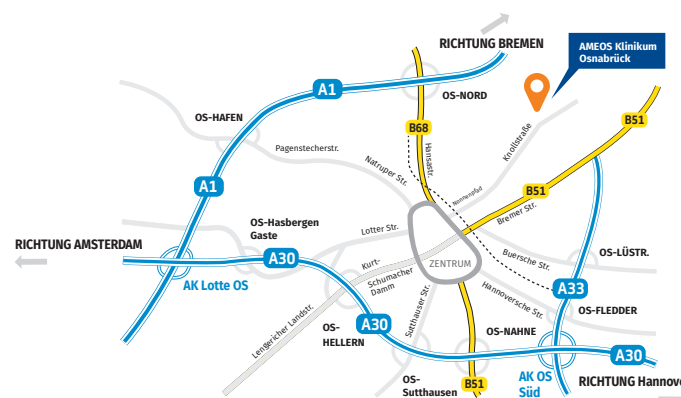 RICHTUNG BREMEN
AMEOS Klinikum
Osnabrück
A1
OS-NORD
OS-HAFEN
B68
Hansastr.
Knollstraße
B51
Pagenstecherstr.
Natruper Str.
A1
Nonnenpfad
B51
Bremer Str.
OS-Hasbergen
Gaste
Lotter Str.
RICHTUNG AMSTERDAM
A30
Kurt-
Schumacher
Damm
ZENTRUM
Buersche Str.
OS-LÜSTR.
AK Lotte OS
A33
Hannoversche Str.
OS-FLEDDER
Lengericher Landstr.
OS-
HELLERN
A30
Sutthauser Str.
OS-NAHNE
A30
OS-
Sutthausen
B51
AK OS
Süd
RICHTUNG Hannove